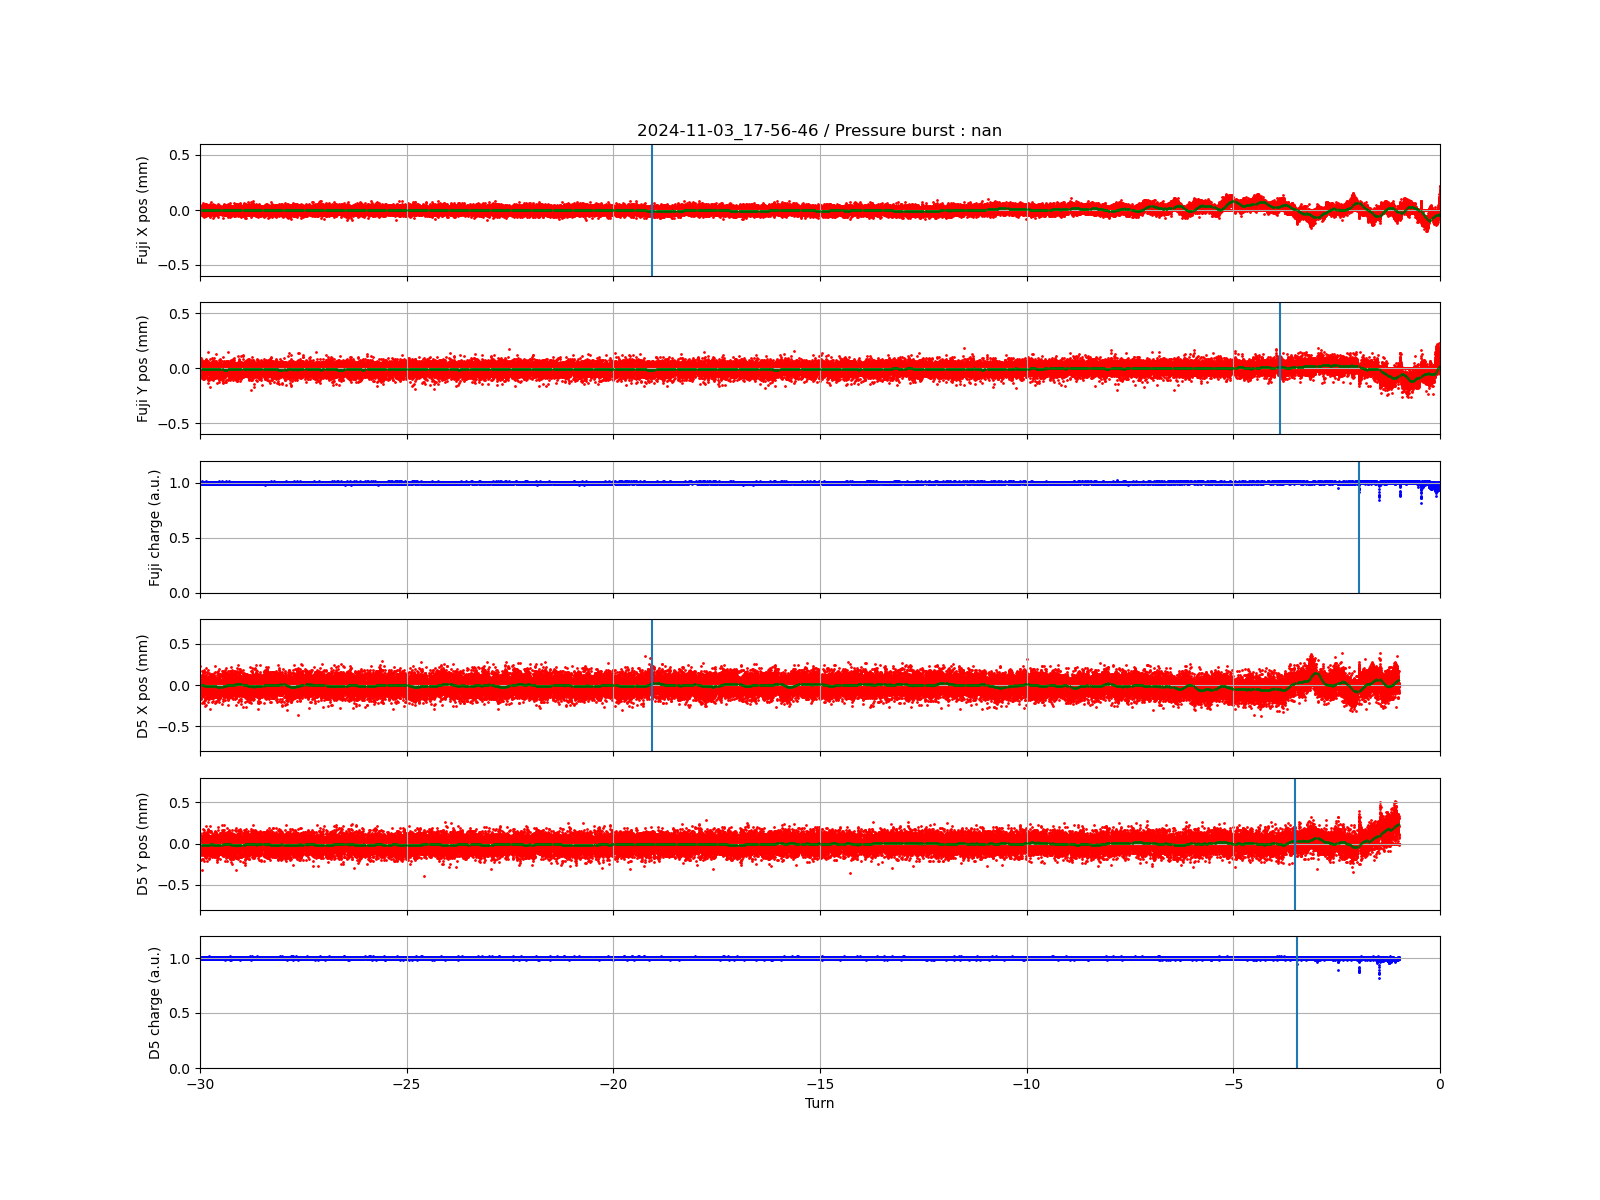 2024-11-03_17-56-46 / Pressure burst : nan
Fuji X pos (mm)
0.5
0.0
−0.5
Fuji Y pos (mm)
0.5
0.0
−0.5
Fuji charge (a.u.)
1.0
0.5
0.0
D5 X pos (mm)
0.5
0.0
−0.5
D5 Y pos (mm)
0.5
0.0
−0.5
D5 charge (a.u.)
1.0
0.5
0.0
−30 −25 −20 −15 −10 −5 0
Turn